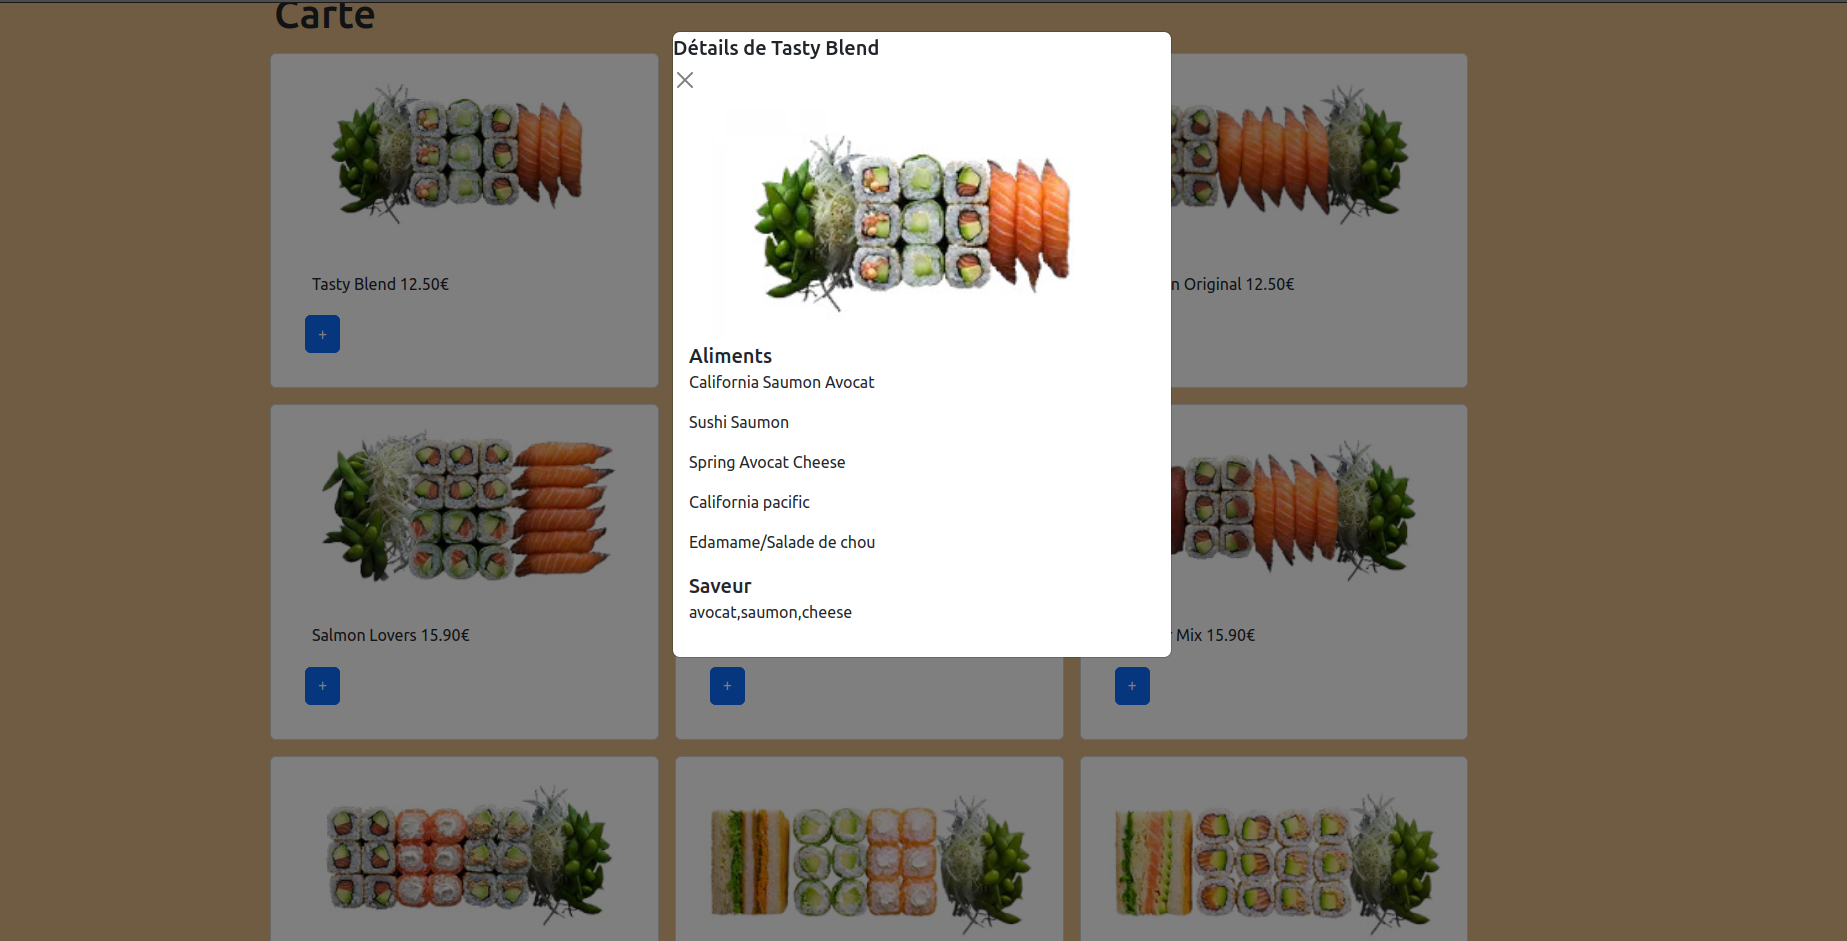 Carte
Détails de Tasty Blend
Tasty Blend 12.50€
n Original 12.50€
+
Aliments
California Saumon Avocat
Sushi Saumon
Spring Avocat Cheese
California pacific
Edamame/Salade de chou
Saveur
avocat,saumon,cheese
Salmon Lovers 15.90€
Mix 15.90€
+
+
+